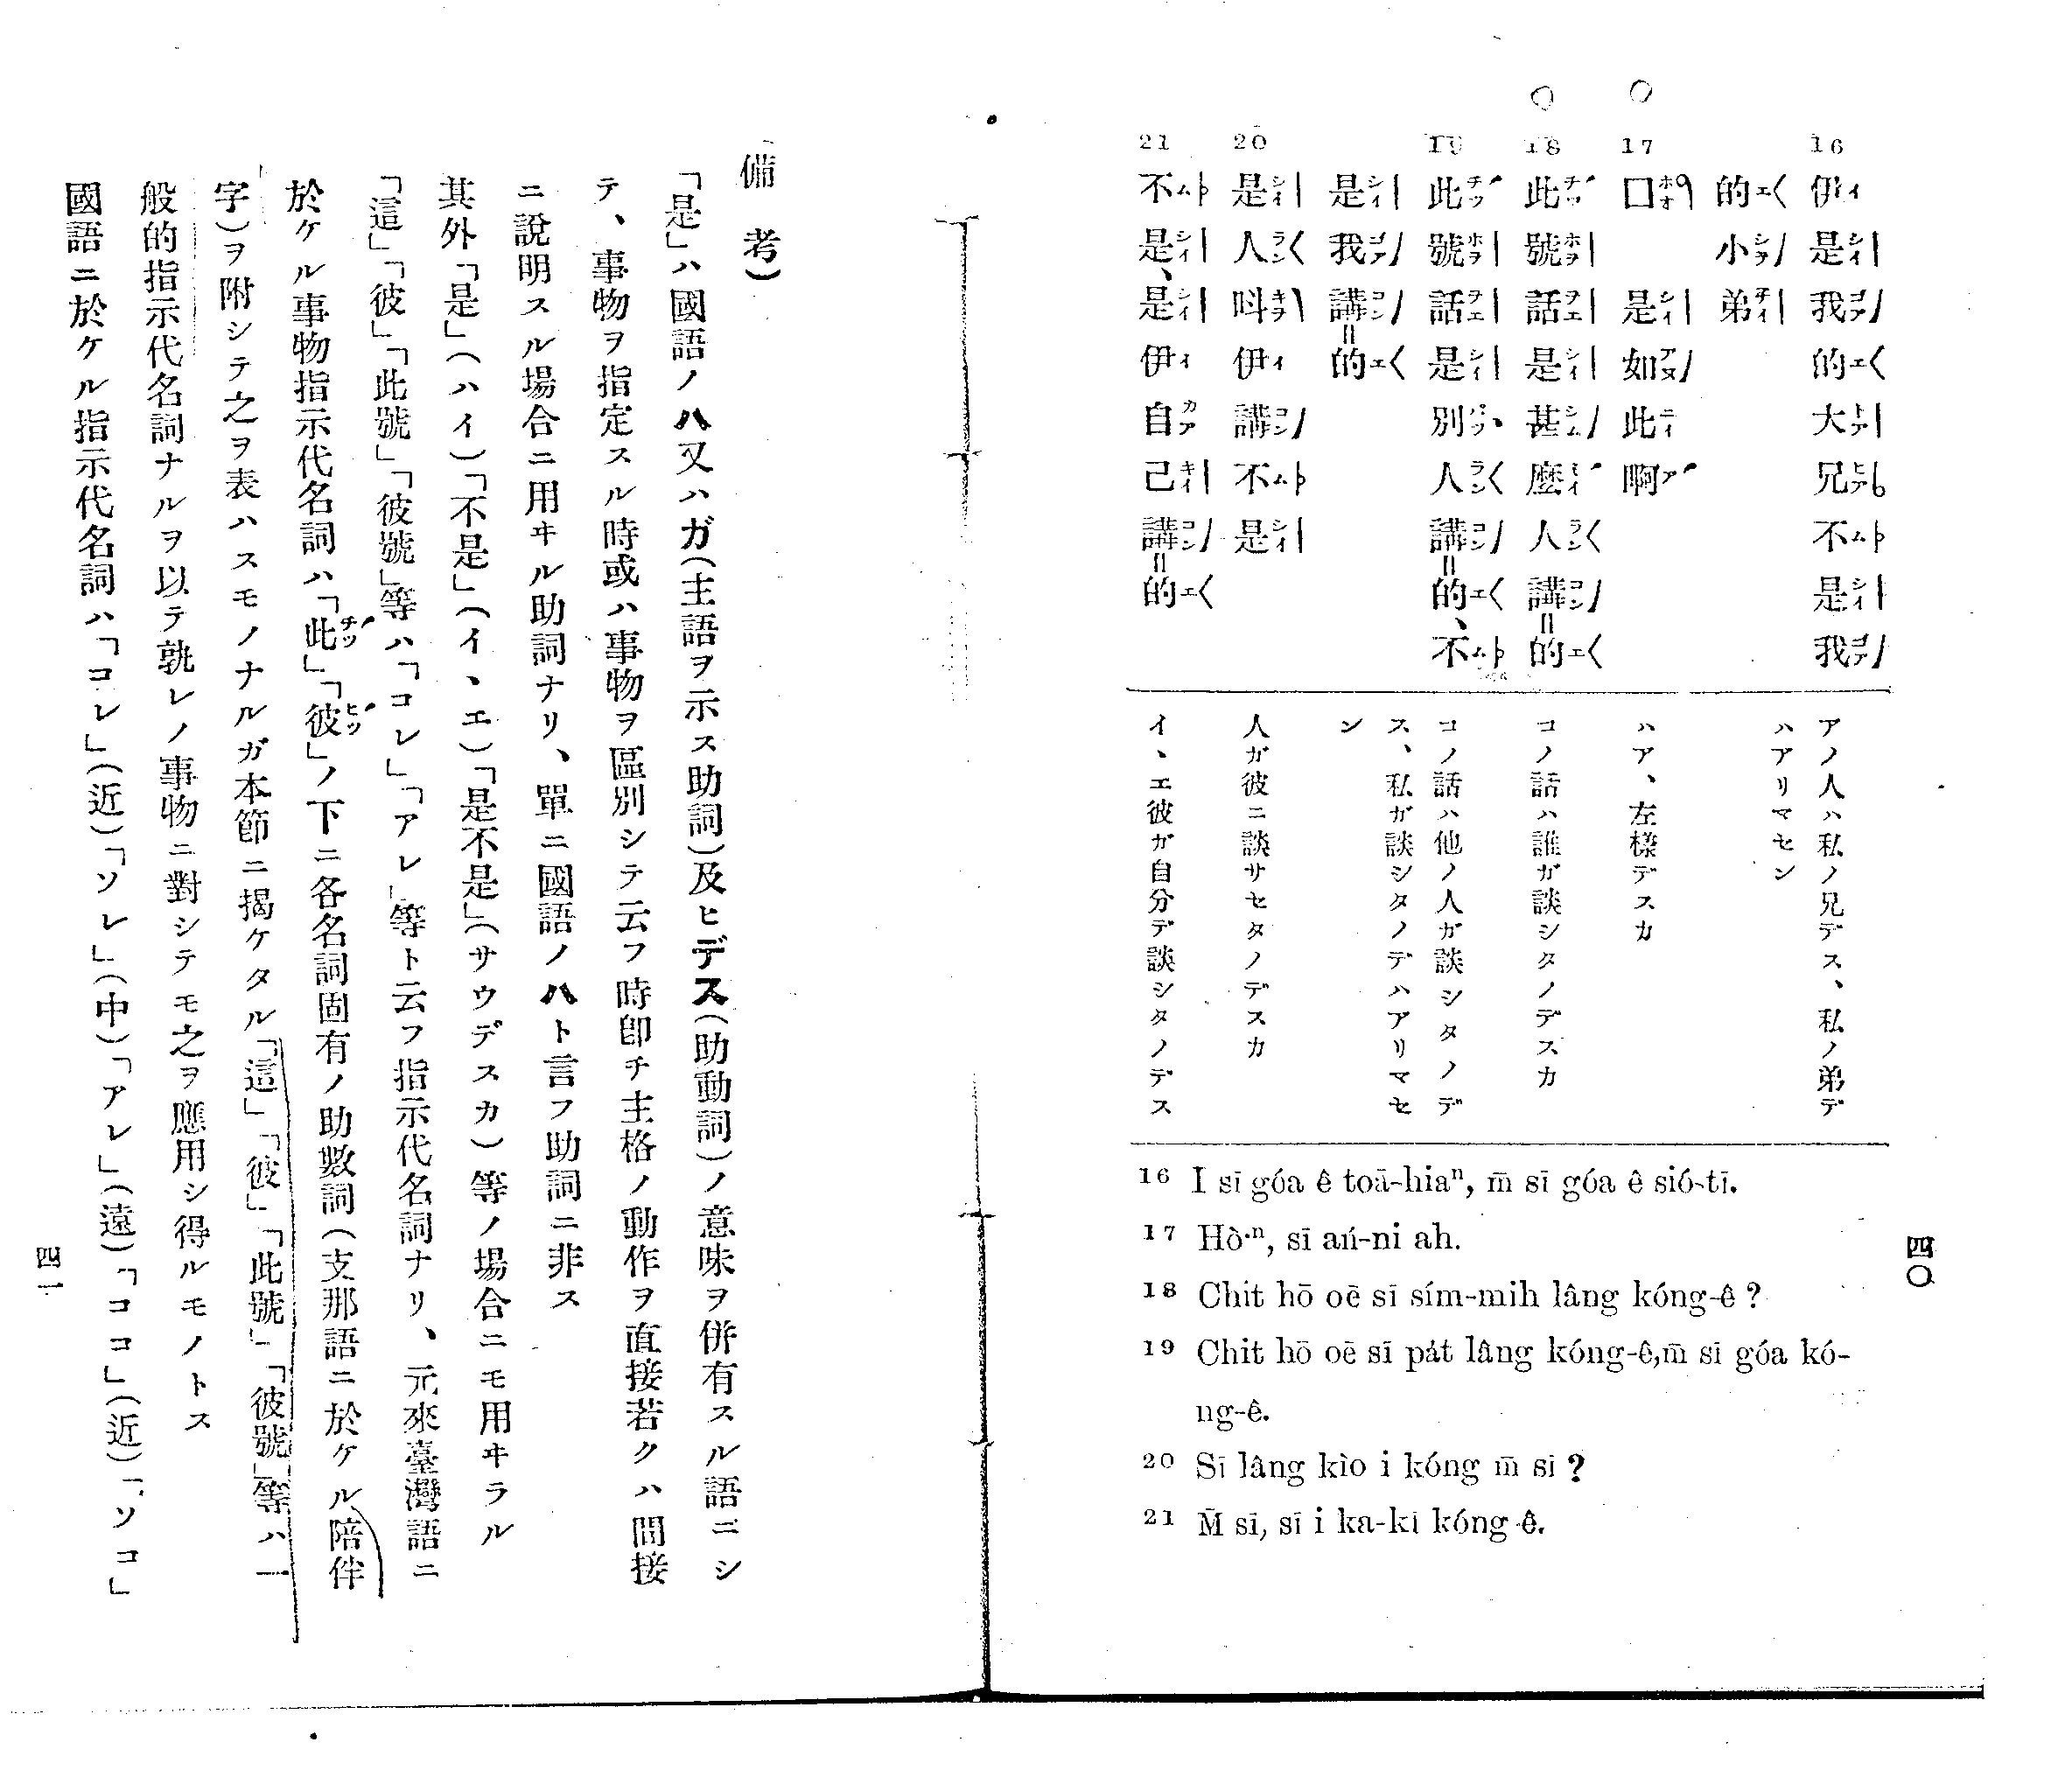 四〇
16 伊是我的大兄不是我
的小弟
17 口是如此啊
18 此號話是甚麼人講=的
19 此號話是別人講=的、不
是我講=的
20 是人呌伊講不是
21 不是、是伊自己講=的
アノ人ハ私ノ兄デス、私ノ弟デ
ハアリマセン
ハア、左樣デスカ
コノ話ハ誰ガ談シタノデスカ
コノ話ハ他ノ人ガ談シタノデ
ス、私ガ談シタノデハアリマセ
ン
人ガ彼ニ談サセタノデスカ
イヽエ彼ガ自分デ談シタノデス
16 I sī góa ê toā-hiaⁿ, m̄ sī góa ê sió-tī.
17 Hò·ⁿ, sī ań-ni ah.
18 Chit hō oē sī sím-mih lâng kóng-ê ?
19 Chit hō oē sī pa̍t lâng kóng-ê,m̄ sī góa kó-
ng-ê.
20 Sī lâng kìo i kóng m̄ sī ?
21 M̄ sī, sī i ka-kī kóng-ê.
備考)
「是」ハ國語ノハ又ハガ(主語ヲ示ス助詞)及ヒデス(助動詞)ノ意味ヲ併有スル語ニシ
テ、事物ヲ指定スル時或ハ事物ヲ區別シテ云フ時卽チ主格ノ動作ヲ直接若クハ間接
ニ說明スル場合ニ用ヰル助詞ナリ、單ニ國語ノハト言フ助詞ニ非ス
其外「是」(ハイ)「不是」(イヽエ)「是不是」(サウデスカ)等ノ場合ニモ用ヰラル
「這」「彼」「此號」「彼號」等ハ「コレ」「アレ」等ト云フ指示代名詞ナリ、元來臺灣語ニ
於ケル事物指示代名詞ハ「此」「彼」ノ下ニ各名詞固有ノ助數詞(支那語ニ於ケル陪伴
字)ヲ附シテ之ヲ表ハスモノナルガ本節ニ揭ケタル「這」「彼」「此號」「彼號」等ハ一
般的指示代名詞ナルヲ以テ孰レノ事物ニ對シテモ之ヲ應用シ得ルモノトス
國語ニ於ケル指示代名詞ハ「コレ」(近)「ソレ」(中)「アレ」(遠)「ココ」(近)「ソコ」
四一